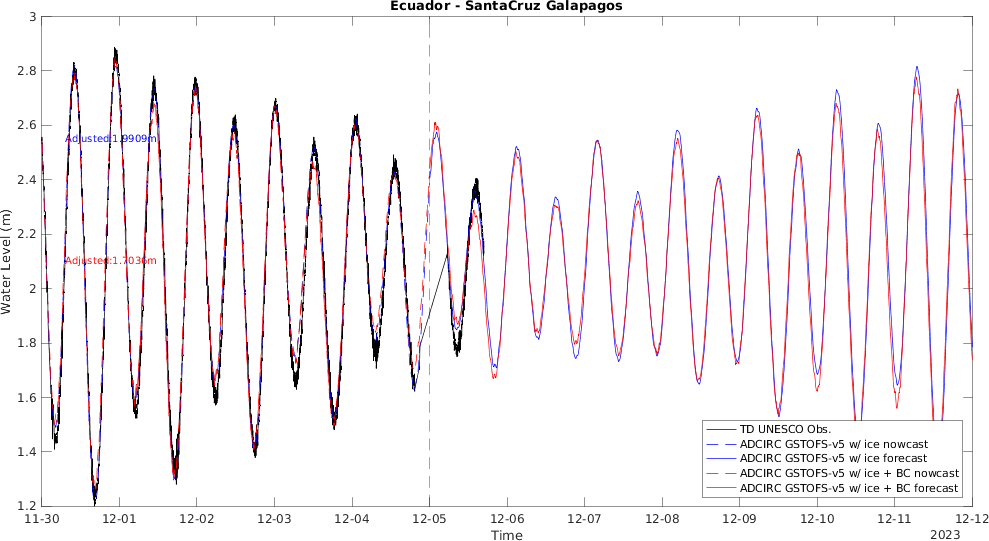 Ecuador - SantaCruz Galapagos
Water Level (m)
3
2.8
2.6
2.4
2.2
2
1.8
1.6
1.4
1.2
Adjusted:1.9909m
Adjusted:1.7036m
TD UNESCO Obs.
ADCIRC GSTOFS-v5 w/ ice nowcast
ADCIRC GSTOFS-v5 w/ ice forecast
ADCIRC GSTOFS-v5 w/ ice + BC nowcast
ADCIRC GSTOFS-v5 w/ ice + BC forecast
11-30 12-01 12-02 12-03 12-04 12-05 12-06 12-07 12-08 12-09 12-10 12-11 12-12
Time
2023